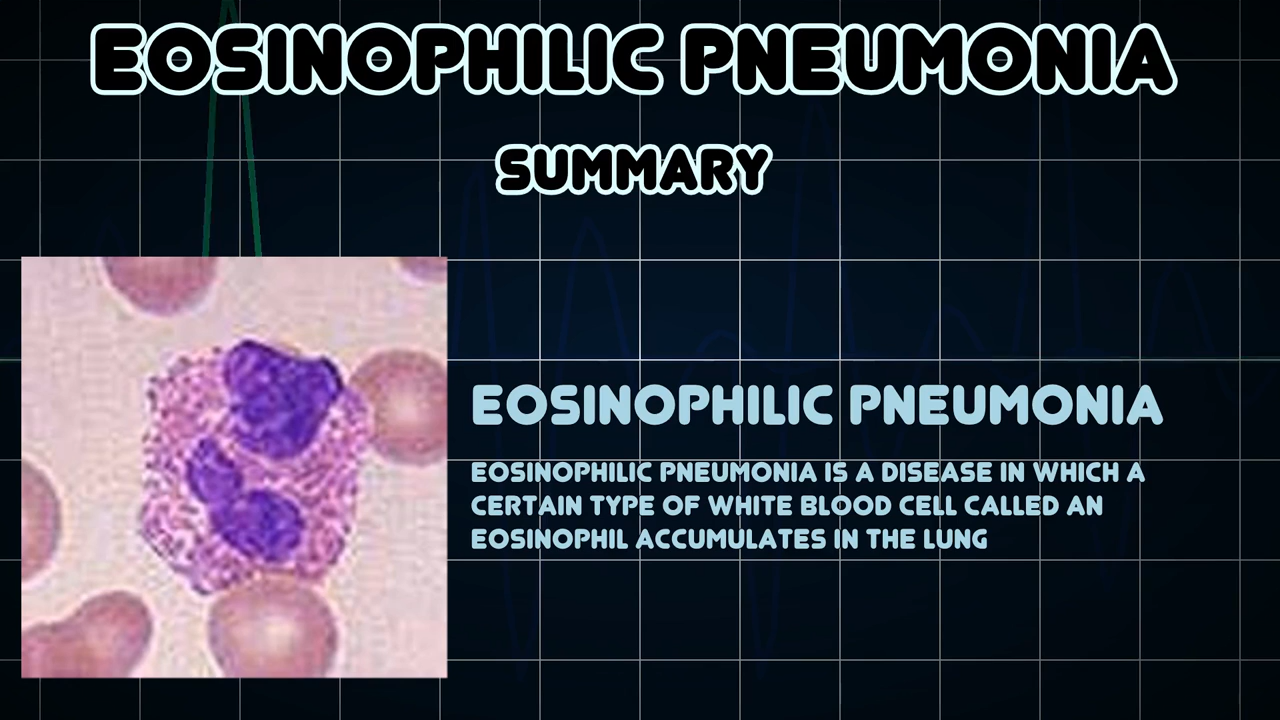 EOSINOPHILIC PNEUMONIA
SUMMARY
EOSINOPHILIC PNEUMONIA
EOSINOPHILIC PNEUMONIA IS A DISEASE IN WHICH A
CERTAIN TYPE OF WHITE BLOOD CELL CALLED AN
EOSINOPHIL ACCUMULATES IN THE LUNG